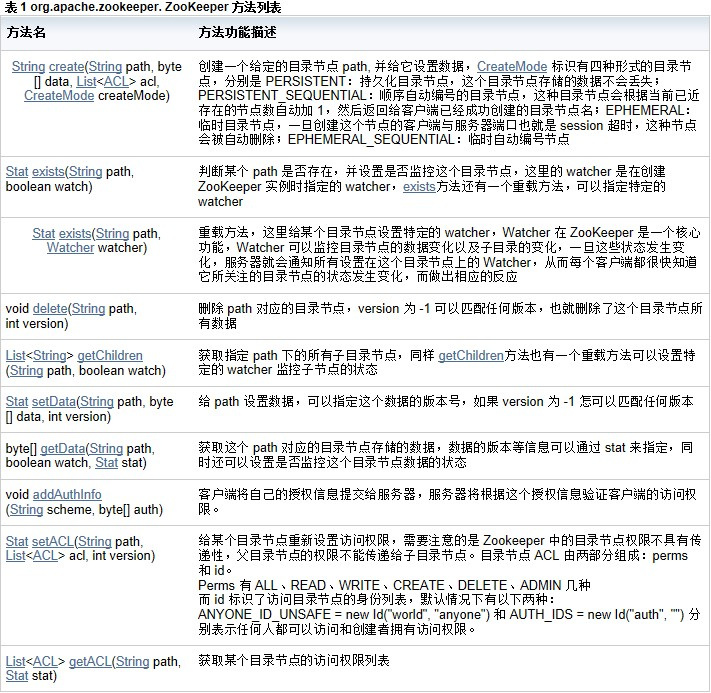 表 1 org.apache.zookeeper. ZooKeeper 方法列表
方法名
方法功能描述
String create(String path, byte
[] data, List<ACL> acl,
CreateMode createMode)
创建一个给定的目录节点 path, 并给它设置数据，CreateMode 标识有四种形式的目录节
点，分别是 PERSISTENT：持久化目录节点，这个目录节点存储的数据不会丢失；
PERSISTENT_SEQUENTIAL：顺序自动编号的目录节点，这种目录节点会根据当前已近
存在的节点数自动加 1，然后返回给客户端已经成功创建的目录节点名；EPHEMERAL：
临时目录节点，一旦创建这个节点的客户端与服务器端口也就是 session 超时，这种节点
会被自动删除；EPHEMERAL_SEQUENTIAL：临时自动编号节点
Stat exists(String path,
boolean watch)
判断某个 path 是否存在，并设置是否监控这个目录节点，这里的 watcher 是在创建
ZooKeeper 实例时指定的 watcher，exists方法还有一个重载方法，可以指定特定的
watcher
Stat exists(String path,
Watcher watcher)
重载方法，这里给某个目录节点设置特定的 watcher，Watcher 在 ZooKeeper 是一个核心
功能，Watcher 可以监控目录节点的数据变化以及子目录的变化，一旦这些状态发生变
化，服务器就会通知所有设置在这个目录节点上的 Watcher，从而每个客户端都很快知道
它所关注的目录节点的状态发生变化，而做出相应的反应
void delete(String path,
int version)
删除 path 对应的目录节点，version 为 -1 可以匹配任何版本，也就删除了这个目录节点所
有数据
List<String> getChildren
(String path, boolean watch)
获取指定 path 下的所有子目录节点，同样 getChildren方法也有一个重载方法可以设置特
定的 watcher 监控子节点的状态
Stat setData(String path, byte
[] data, int version)
给 path 设置数据，可以指定这个数据的版本号，如果 version 为 -1 怎可以匹配任何版本
byte[] getData(String path,
boolean watch, Stat stat)
获取这个 path 对应的目录节点存储的数据，数据的版本等信息可以通过 stat 来指定，同
时还可以设置是否监控这个目录节点数据的状态
void addAuthInfo
(String scheme, byte[] auth)
客户端将自己的授权信息提交给服务器，服务器将根据这个授权信息验证客户端的访问权
限。
Stat setACL(String path,
List<ACL> acl, int version)
给某个目录节点重新设置访问权限，需要注意的是 Zookeeper 中的目录节点权限不具有传
递性，父目录节点的权限不能传递给子目录节点。目录节点 ACL 由两部分组成：perms
和 id。
Perms 有 ALL、READ、WRITE、CREATE、DELETE、ADMIN 几种
而 id 标识了访问目录节点的身份列表，默认情况下有以下两种：
ANYONE_ID_UNSAFE = new Id("world", "anyone") 和 AUTH_IDS = new Id("auth", "") 分
别表示任何人都可以访问和创建者拥有访问权限。
List<ACL> getACL(String path,
Stat stat)
获取某个目录节点的访问权限列表